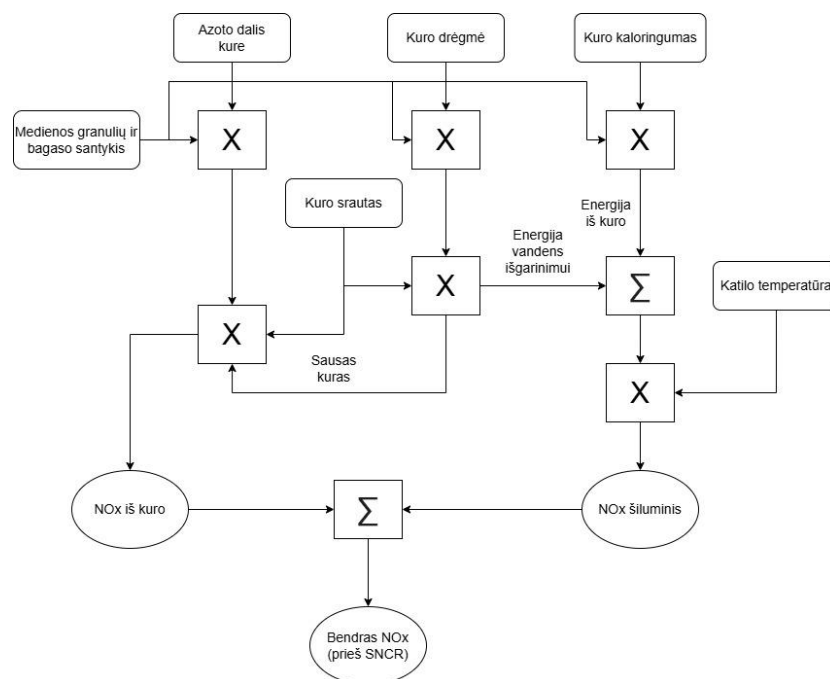 Azoto dalis
kure
Kuro drėgmė
Kuro kaloringumas
Medienos granulių ir
bagaso santykis
X
X
X
Kuro srautas
Energija
iš kuro
Energija
vandens
išgarinimui
X
∑
Katilo temperatūra
X
Sausas
kuras
X
NOx iš kuro
∑
NOx šiluminis
Bendras NOx
(prieš SNCR)